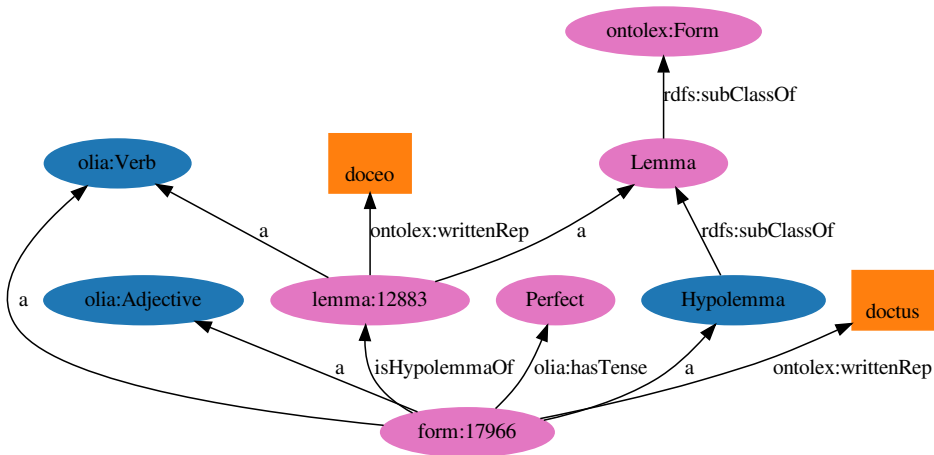 ontolex:Form
rdfs:subClassOf
olia:Verb
doceo
Lemma
a
ontolex:writtenRep
a
rdfs:subClassOf
a
olia:Adjective
lemma:12883
Perfect
Hypolemma
doctus
a
isHypolemmaOf
olia:hasTense
a
ontolex:writtenRep
form:17966